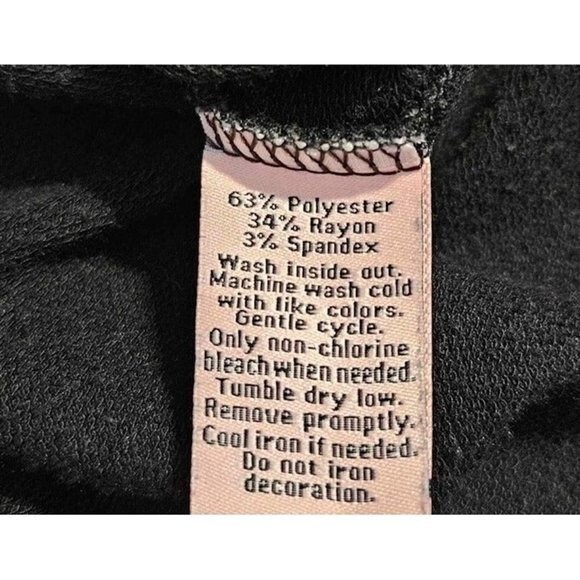 63% Polyester
34% Rayon
3% Spandex
Wash inside out.
Machine wash cold
with like colors.
Gentle cycle.
Only non-chlorine
bleach when needed.
Tumble dry low.
Remove promptly.
Cool iron if needed.
Do not iron
decoration.